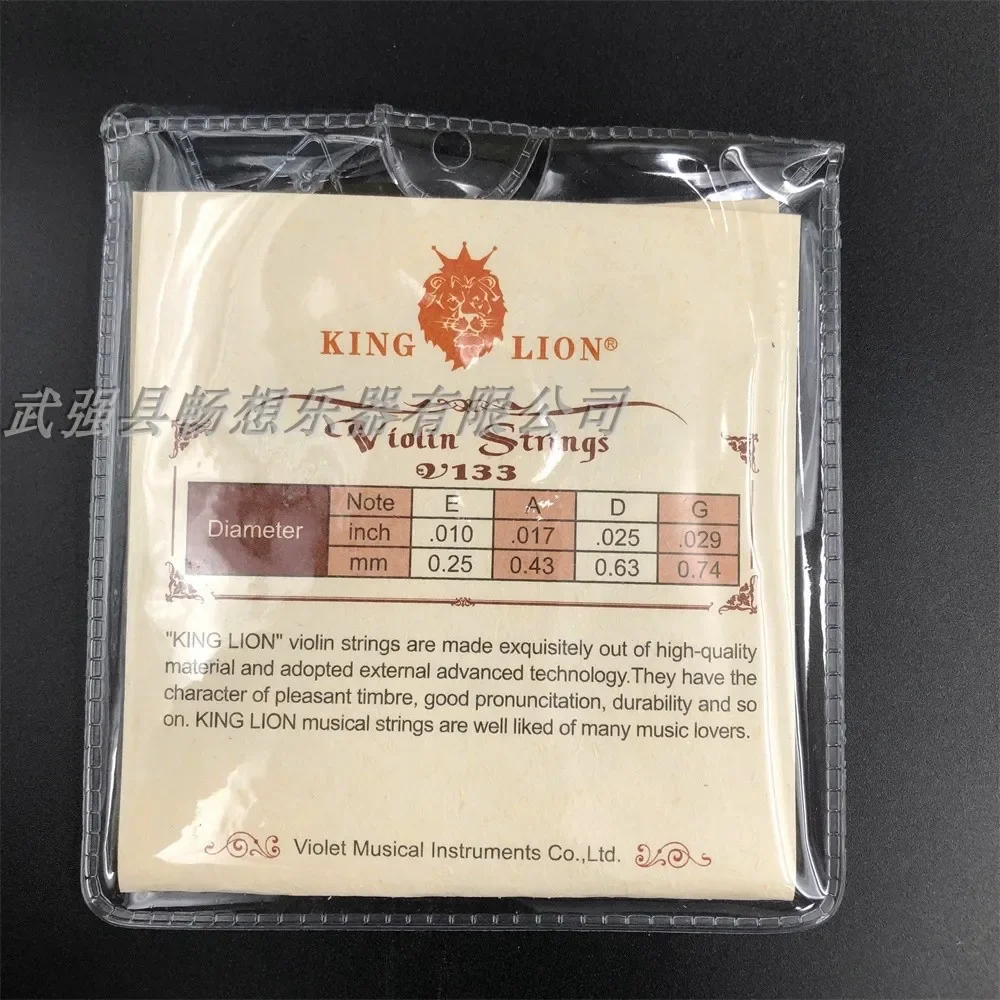 KING LION®
武强县畅想乐器有限公司
Violin Strings
V133
Diameter
Note E A D G
inch .010 .017 .025 .029
mm 0.25 0.43 0.63 0.74
"KING LION" violin strings are made exquisitely out of high-quality
material and adopted external advanced technology.They have the
character of pleasant timbre, good pronuncitation, durability and so
on. KING LION musical strings are well liked of many music lovers.
Violet Musical Instruments Co.,Ltd.